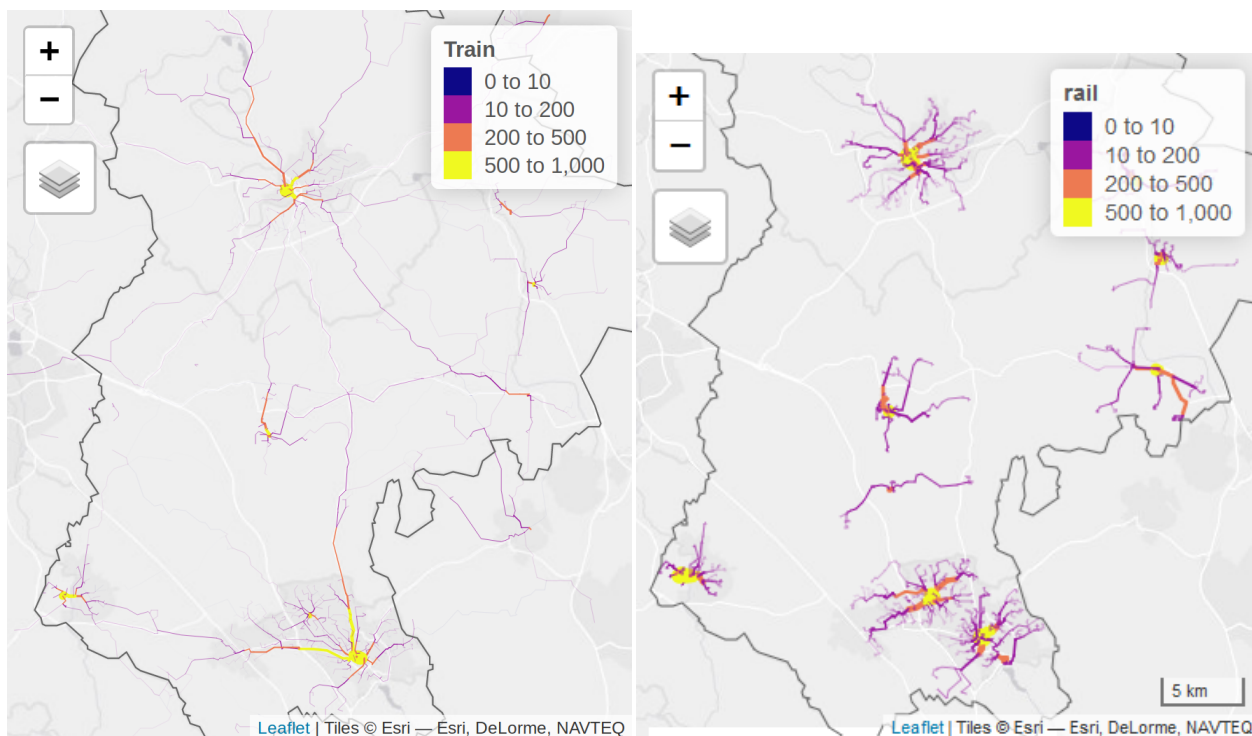 +
−
Train
0 to 10
10 to 200
200 to 500
500 to 1,000
Leaflet | Tiles © Esri — Esri, DeLorme, NAVTEQ
+
−
rail
0 to 10
10 to 200
200 to 500
500 to 1,000
5 km
Leaflet | Tiles © Esri — Esri, DeLorme, NAVTEQ